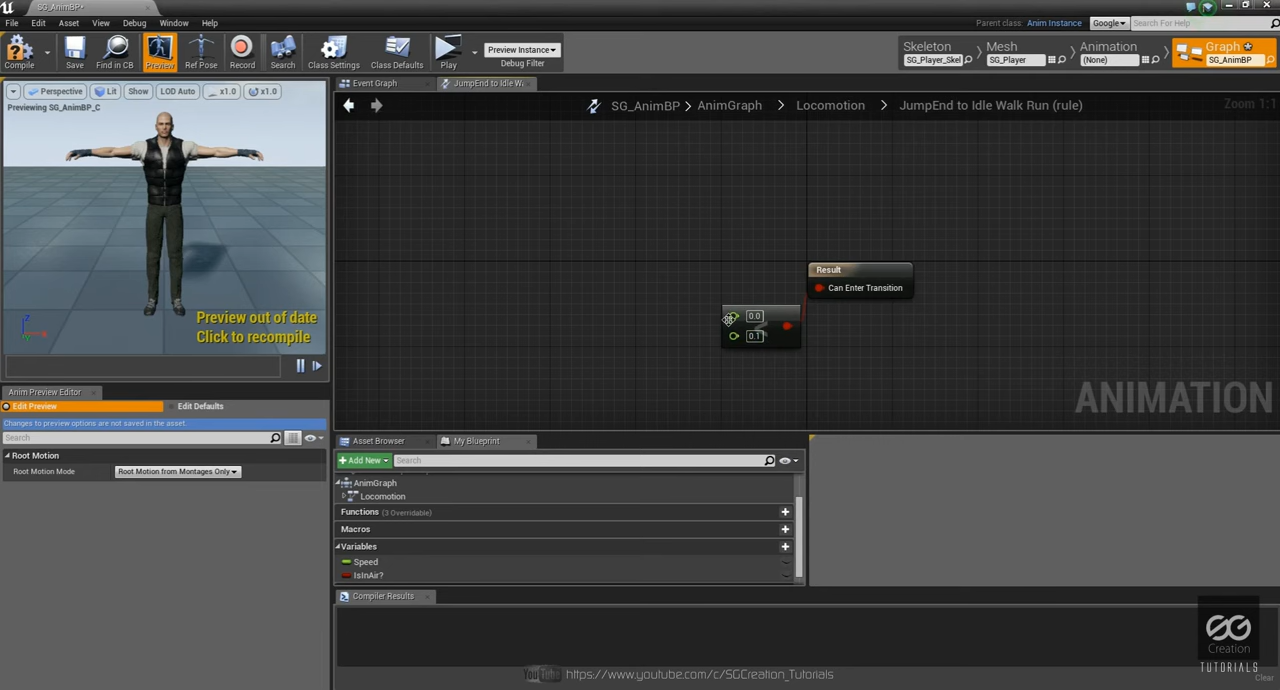 SG_AnimBP*
File Edit Asset View Debug Window Help
Parent class: Anim Instance Google Search For Help
Compile Save Find in CB Preview Ref Pose Record Search Class Settings Class Defaults Play
Preview Instance
Debug Filter
Skeleton
SG_Player_Skel
Mesh
SG_Player
Animation
(None)
Graph
SG_AnimBP
Perspective Lit Show LOD Auto x1.0 x1.0
Previewing SG_AnimBP_C
Preview out of date
Click to recompile
Event Graph JumpEnd to Idle Wa
SG_AnimBP > AnimGraph > Locomotion > JumpEnd to Idle Walk Run (rule)
Zoom 1:1
Result
Can Enter Transition
0.0
0.1
ANIMATION
Anim Preview Editor
Edit Preview Edit Defaults
Changes to preview options are not saved in the asset.
Search
Root Motion
Root Motion Mode Root Motion from Montages Only
Asset Browser My Blueprint
Add New Search
AnimGraph
Locomotion
Functions (3 Overridable)
Macros
Variables
Speed
IsInAir?
Compiler Results
SG
Creation
TUTORIALS
Clear
YouTube https://www.youtube.com/c/SGCreation_Tutorials